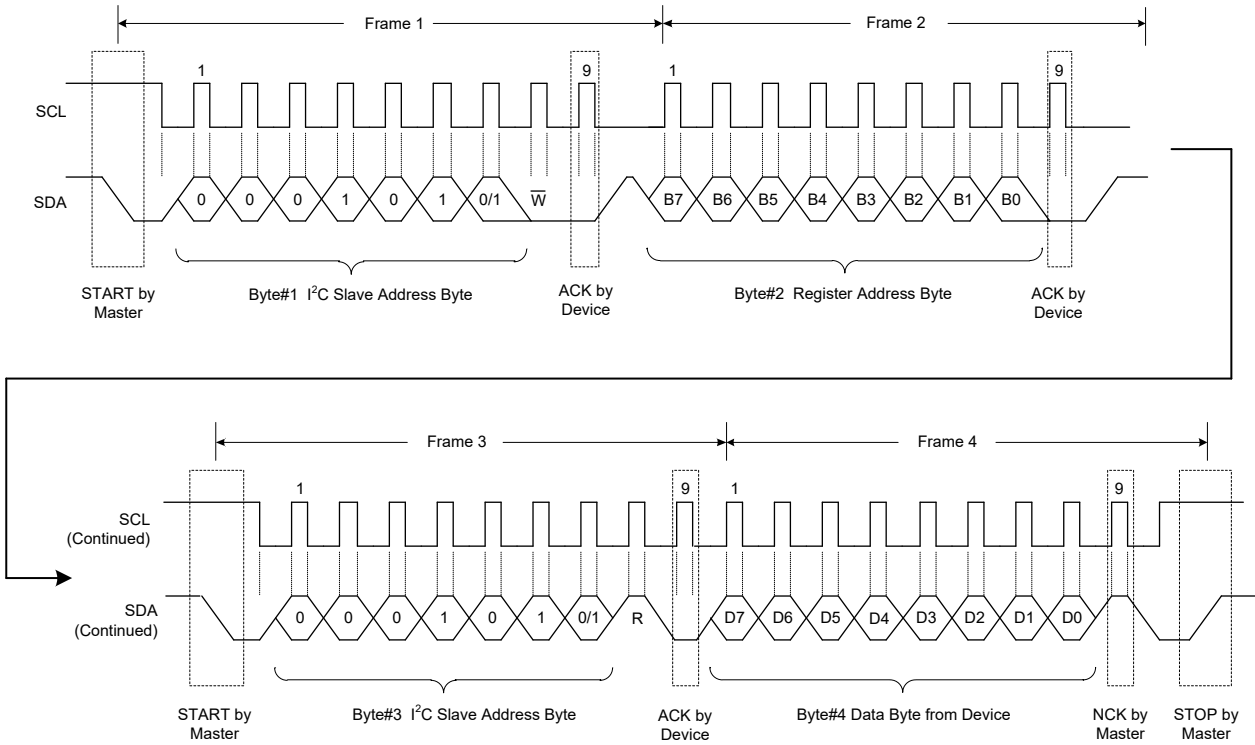 Frame 1 Frame 2
1 9 1 9
SCL
SDA 0 0 0 1 0 1 0/1 W̅ B7 B6 B5 B4 B3 B2 B1 B0
START by Master
Byte#1 I²C Slave Address Byte
ACK by Device
Byte#2 Register Address Byte
ACK by Device
Frame 3 Frame 4
1 9 1 9
SCL (Continued)
SDA (Continued) 0 0 0 1 0 1 0/1 R D7 D6 D5 D4 D3 D2 D1 D0
START by Master
Byte#3 I²C Slave Address Byte
ACK by Device
Byte#4 Data Byte from Device
NCK by Master
STOP by Master